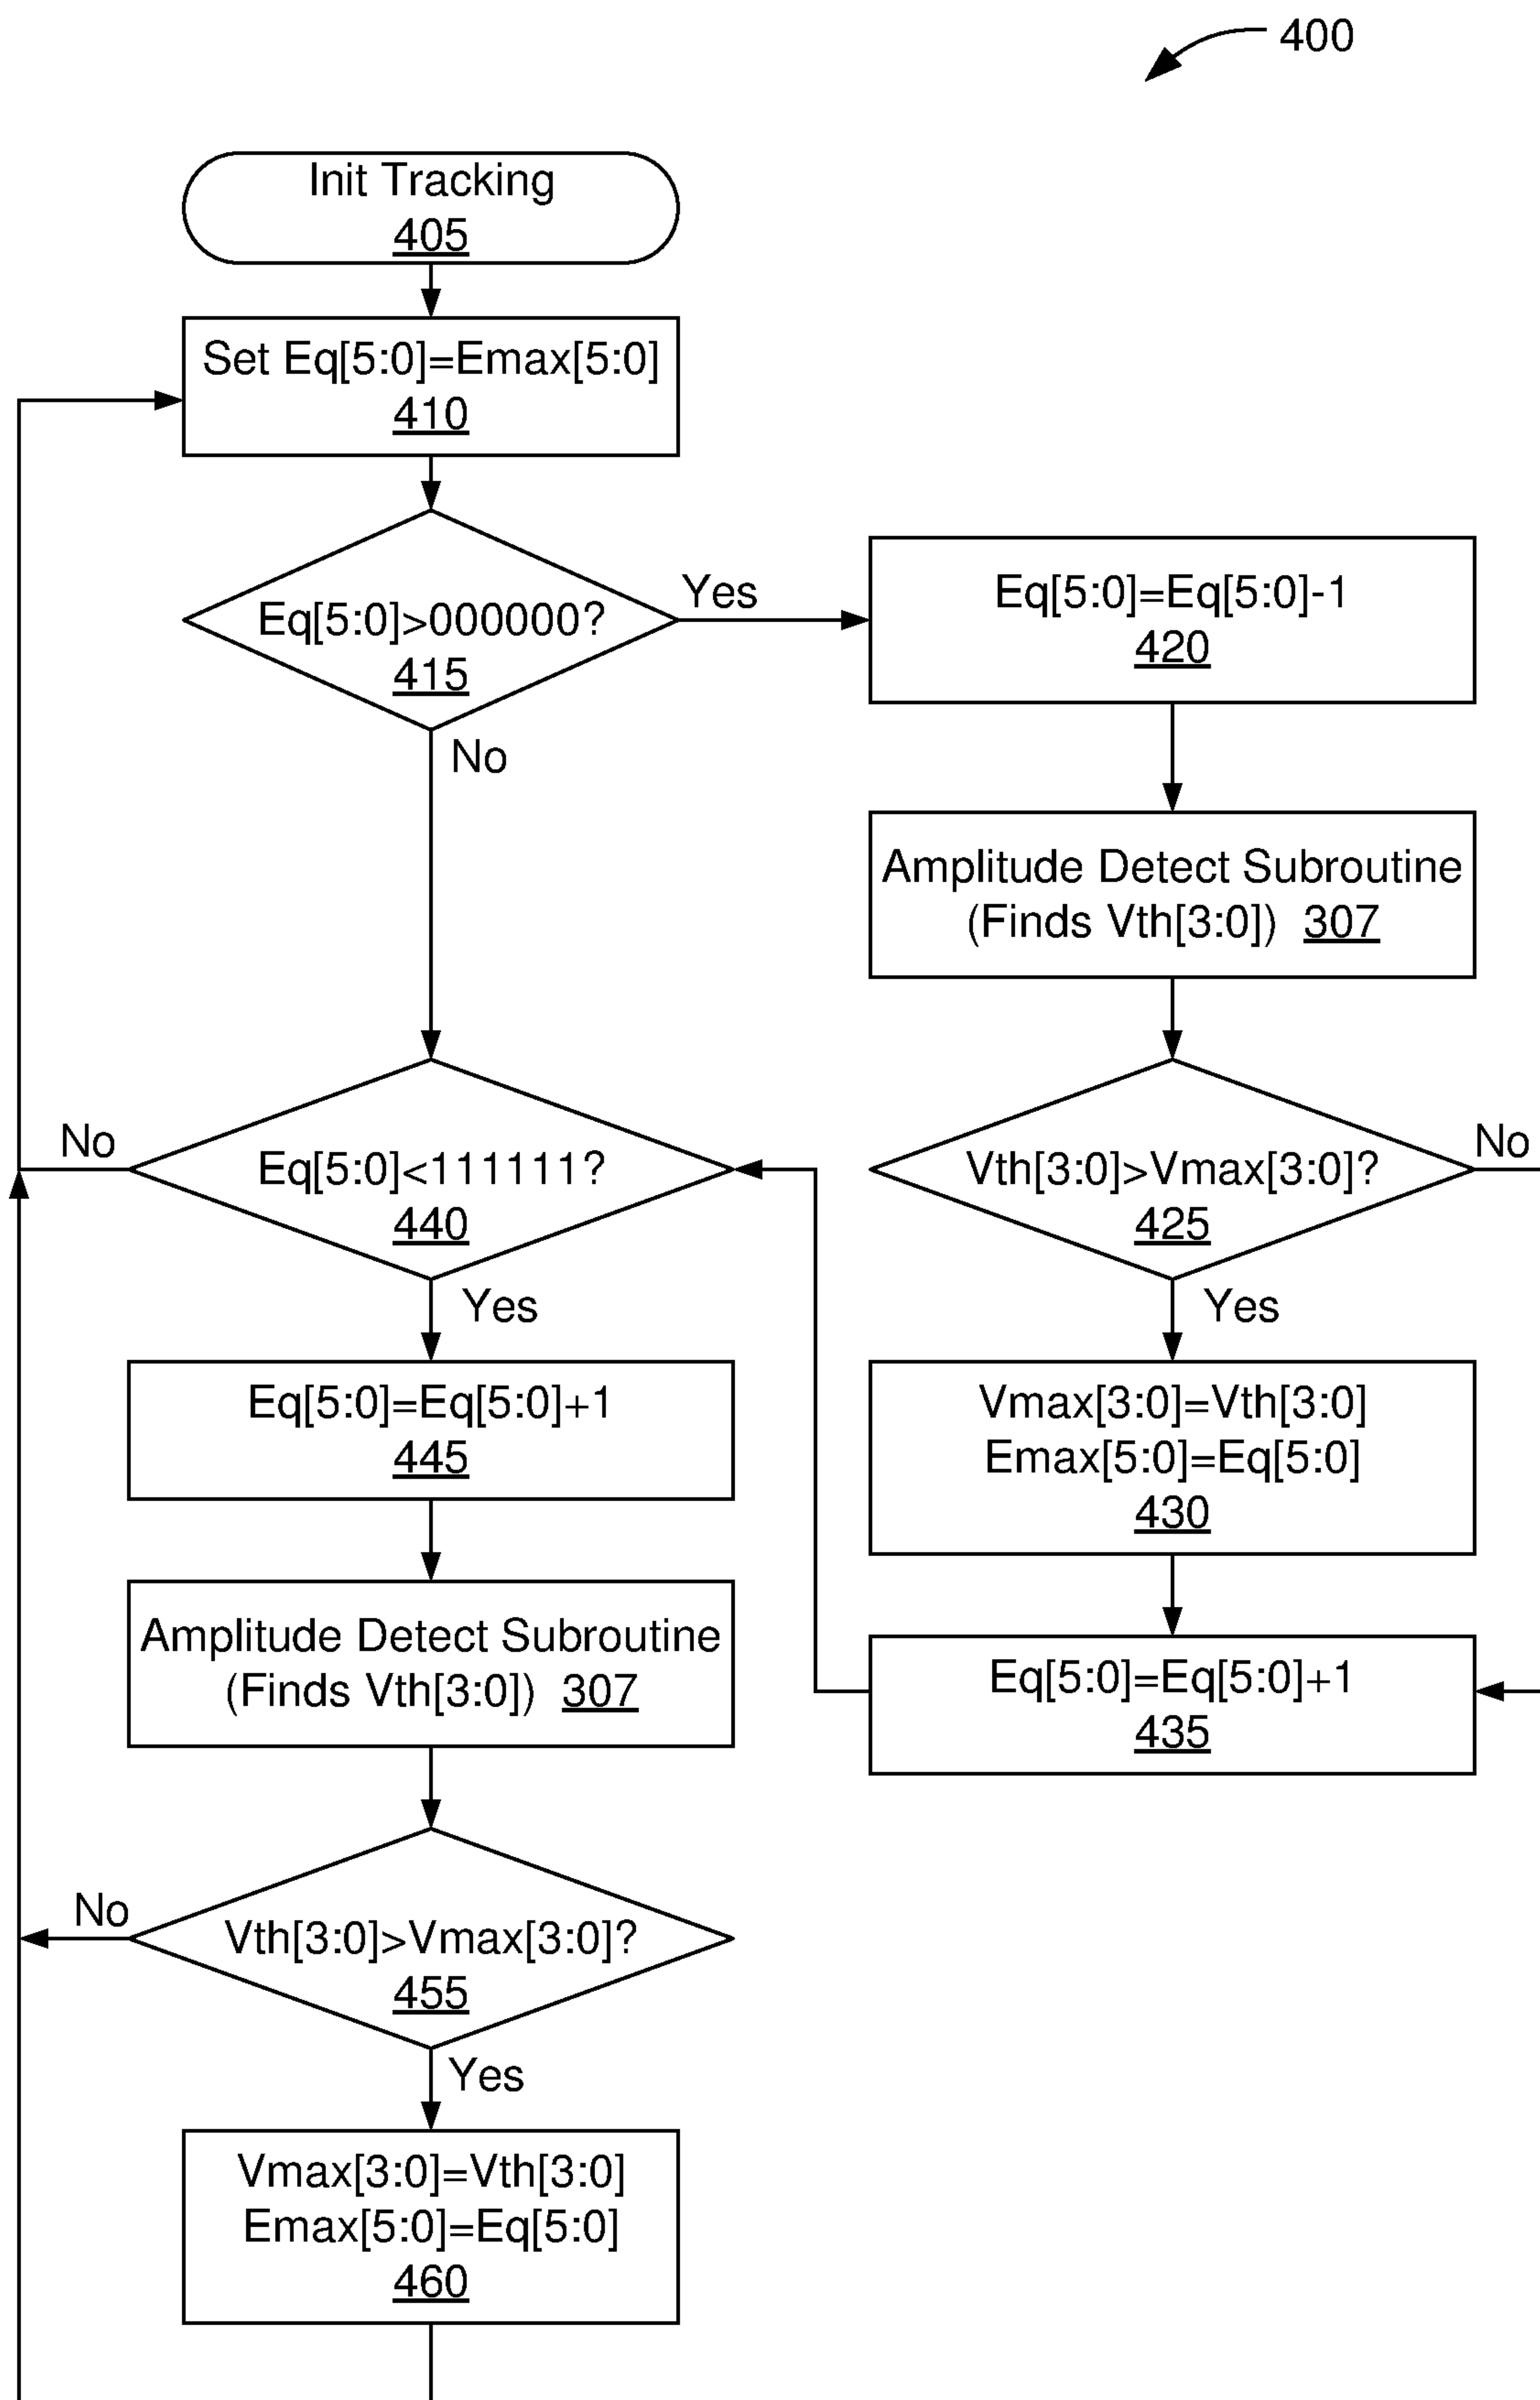 400
Init Tracking
405
Set Eq[5:0]=Emax[5:0]
410
Eq[5:0]>000000?
415
Yes
No
Eq[5:0]=Eq[5:0]-1
420
Amplitude Detect Subroutine
(Finds Vth[3:0]) 307
Vth[3:0]>Vmax[3:0]?
425
No
Yes
Vmax[3:0]=Vth[3:0]
Emax[5:0]=Eq[5:0]
430
Eq[5:0]=Eq[5:0]+1
435
Eq[5:0]<111111?
440
No
Yes
Eq[5:0]=Eq[5:0]+1
445
Amplitude Detect Subroutine
(Finds Vth[3:0]) 307
Vth[3:0]>Vmax[3:0]?
455
No
Yes
Vmax[3:0]=Vth[3:0]
Emax[5:0]=Eq[5:0]
460